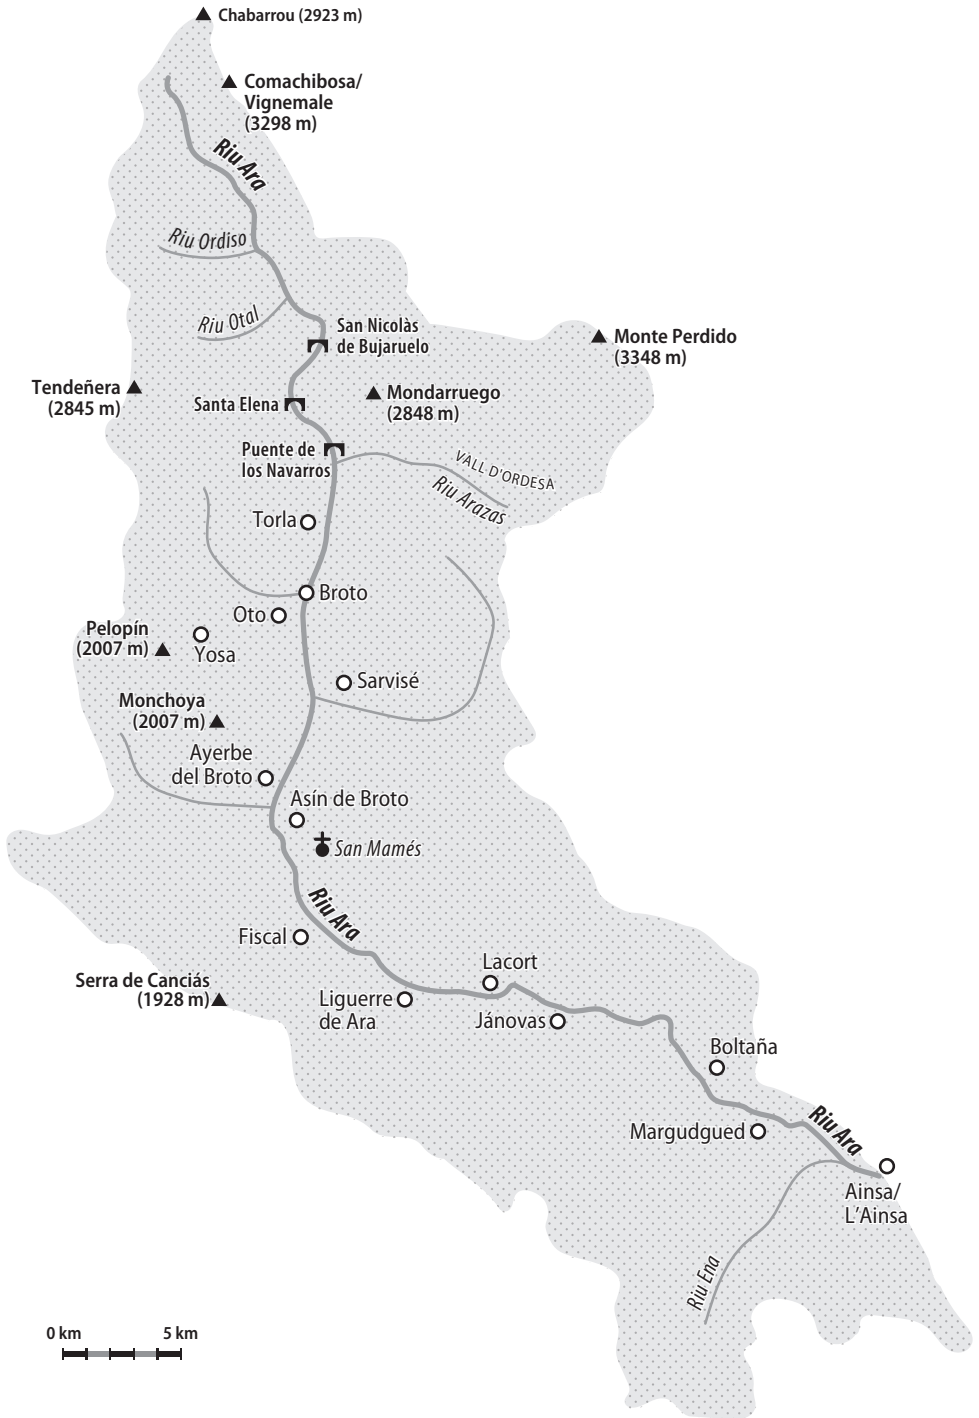 Chabarrou (2923 m)
Comachibosa/
Vignemale
(3298 m)
Riu Ara
Riu Ordiso
Riu Otal
San Nicolàs
de Bujaruelo
Monte Perdido
(3348 m)
Tendeñera
(2845 m)
Mondarruego
(2848 m)
Santa Elena
Puente de
los Navarros
VALL D'ORDESA
Riu Arazas
Torla
Broto
Oto
Pelopín
(2007 m)
Yosa
Sarvisé
Monchoya
(2007 m)
Ayerbe
del Broto
Asín de Broto
San Mamés
Riu Ara
Fiscal
Lacort
Serra de Canciás
(1928 m)
Liguerre
de Ara
Jánovas
Boltaña
Riu Ara
Margudgued
Ainsa/
L'Ainsa
Riu Ena
0 km 5 km